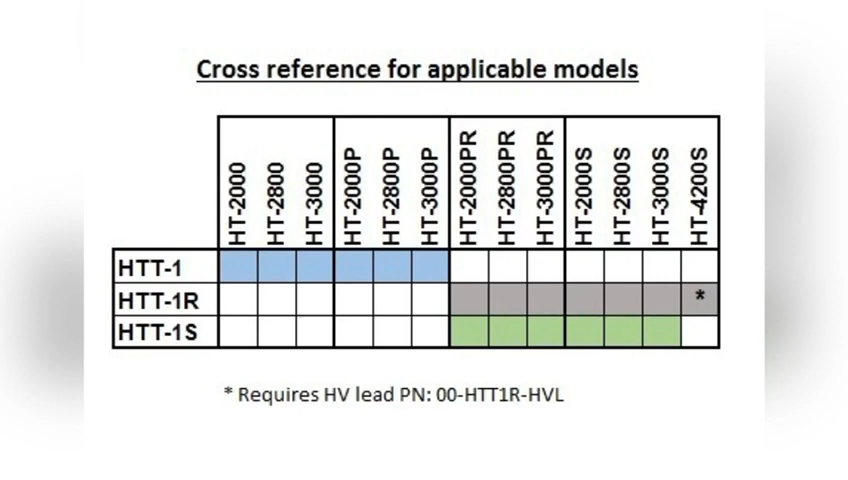 Cross reference for applicable models
HT-2000
HT-2800
HT-3000
HT-2000P
HT-2800P
HT-3000P
HT-2000PR
HT-2800PR
HT-3000PR
HT-2000S
HT-2800S
HT-3000S
HT-4200S
HTT-1
HTT-1R *
HTT-1S
* Requires HV lead PN: 00-HTT1R-HVL